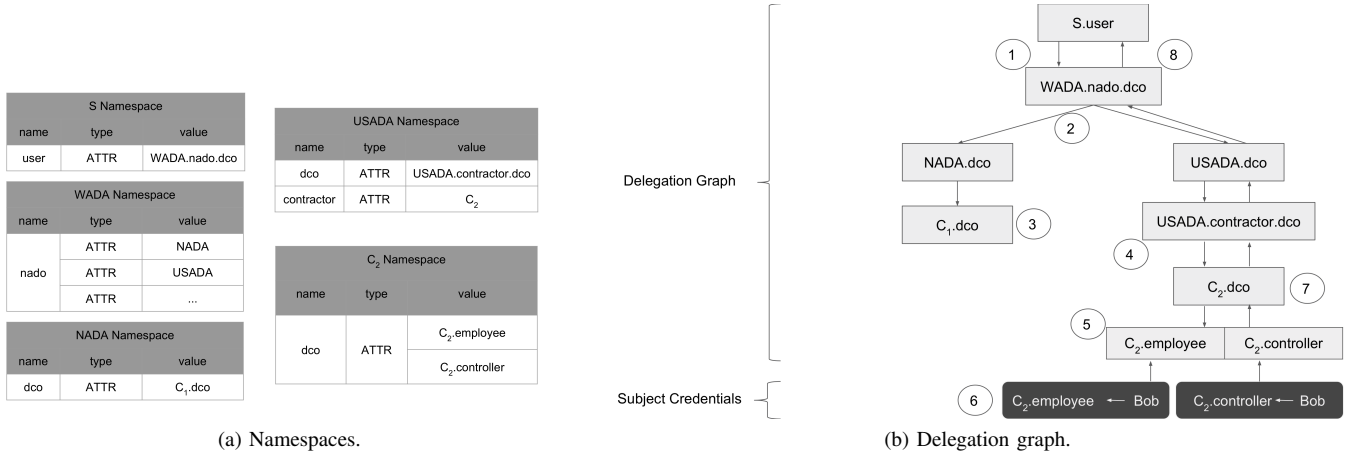 S Namespace
name type value
user ATTR WADA.nado.dco
WADA Namespace
name type value
nado
ATTR NADA
ATTR USADA
ATTR ...
NADA Namespace
name type value
dco ATTR C₁.dco
USADA Namespace
name type value
dco ATTR USADA.contractor.dco
contractor ATTR C₂
C₂ Namespace
name type value
dco ATTR
C₂.employee
C₂.controller
(a) Namespaces.
Delegation Graph
Subject Credentials
S.user
1 8
WADA.nado.dco
2
NADA.dco USADA.dco
C₁.dco 3 USADA.contractor.dco
4
C₂.dco 7
5
C₂.employee C₂.controller
6 C₂.employee ← Bob C₂.controller ← Bob
(b) Delegation graph.